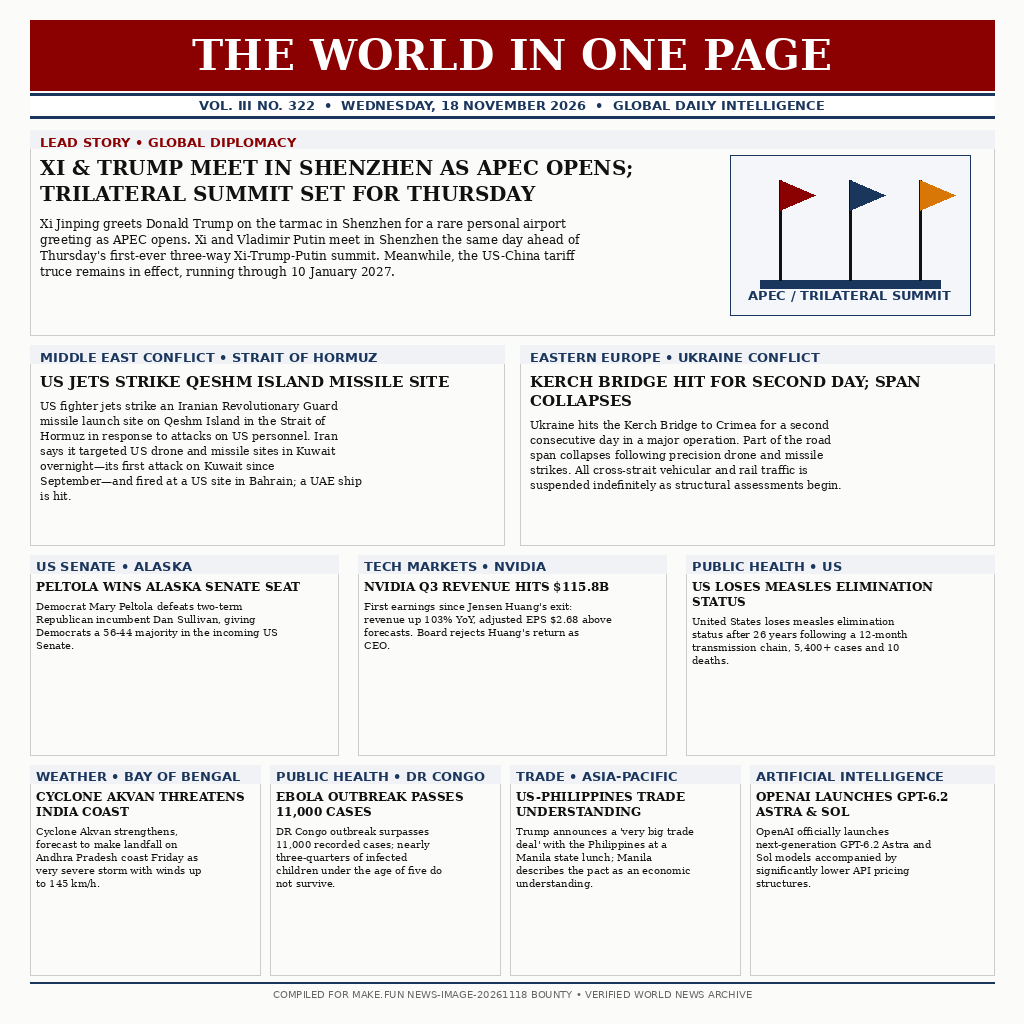 THE WORLD IN ONE PAGE
VOL. III NO. 322 • WEDNESDAY, 18 NOVEMBER 2026 • GLOBAL DAILY INTELLIGENCE
LEAD STORY • GLOBAL DIPLOMACY
XI & TRUMP MEET IN SHENZHEN AS APEC OPENS;
TRILATERAL SUMMIT SET FOR THURSDAY
Xi Jinping greets Donald Trump on the tarmac in Shenzhen for a rare personal airport
greeting as APEC opens. Xi and Vladimir Putin meet in Shenzhen the same day ahead of
Thursday's first-ever three-way Xi-Trump-Putin summit. Meanwhile, the US-China tariff
truce remains in effect, running through 10 January 2027.
APEC / TRILATERAL SUMMIT
MIDDLE EAST CONFLICT • STRAIT OF HORMUZ
US JETS STRIKE QESHM ISLAND MISSILE SITE
US fighter jets strike an Iranian Revolutionary Guard
missile launch site on Qeshm Island in the Strait of
Hormuz in response to attacks on US personnel. Iran
says it targeted US drone and missile sites in Kuwait
overnight—its first attack on Kuwait since
September—and fired at a US site in Bahrain; a UAE ship
is hit.
EASTERN EUROPE • UKRAINE CONFLICT
KERCH BRIDGE HIT FOR SECOND DAY; SPAN
COLLAPSES
Ukraine hits the Kerch Bridge to Crimea for a second
consecutive day in a major operation. Part of the road
span collapses following precision drone and missile
strikes. All cross-strait vehicular and rail traffic is
suspended indefinitely as structural assessments begin.
US SENATE • ALASKA
PELTOLA WINS ALASKA SENATE SEAT
Democrat Mary Peltola defeats two-term
Republican incumbent Dan Sullivan, giving
Democrats a 56-44 majority in the incoming US
Senate.
TECH MARKETS • NVIDIA
NVIDIA Q3 REVENUE HITS $115.8B
First earnings since Jensen Huang's exit:
revenue up 103% YoY, adjusted EPS $2.68 above
forecasts. Board rejects Huang's return as
CEO.
PUBLIC HEALTH • US
US LOSES MEASLES ELIMINATION
STATUS
United States loses measles elimination
status after 26 years following a 12-month
transmission chain, 5,400+ cases and 10
deaths.
WEATHER • BAY OF BENGAL
CYCLONE AKVAN THREATENS
INDIA COAST
Cyclone Akvan strengthens,
forecast to make landfall on
Andhra Pradesh coast Friday as
very severe storm with winds up
to 145 km/h.
PUBLIC HEALTH • DR CONGO
EBOLA OUTBREAK PASSES
11,000 CASES
DR Congo outbreak surpasses
11,000 recorded cases; nearly
three-quarters of infected
children under the age of five do
not survive.
TRADE • ASIA-PACIFIC
US-PHILIPPINES TRADE
UNDERSTANDING
Trump announces a 'very big trade
deal' with the Philippines at a
Manila state lunch; Manila
describes the pact as an economic
understanding.
ARTIFICIAL INTELLIGENCE
OPENAI LAUNCHES GPT-6.2
ASTRA & SOL
OpenAI officially launches
next-generation GPT-6.2 Astra and
Sol models accompanied by
significantly lower API pricing
structures.
COMPILED FOR MAKE.FUN NEWS-IMAGE-20261118 BOUNTY • VERIFIED WORLD NEWS ARCHIVE